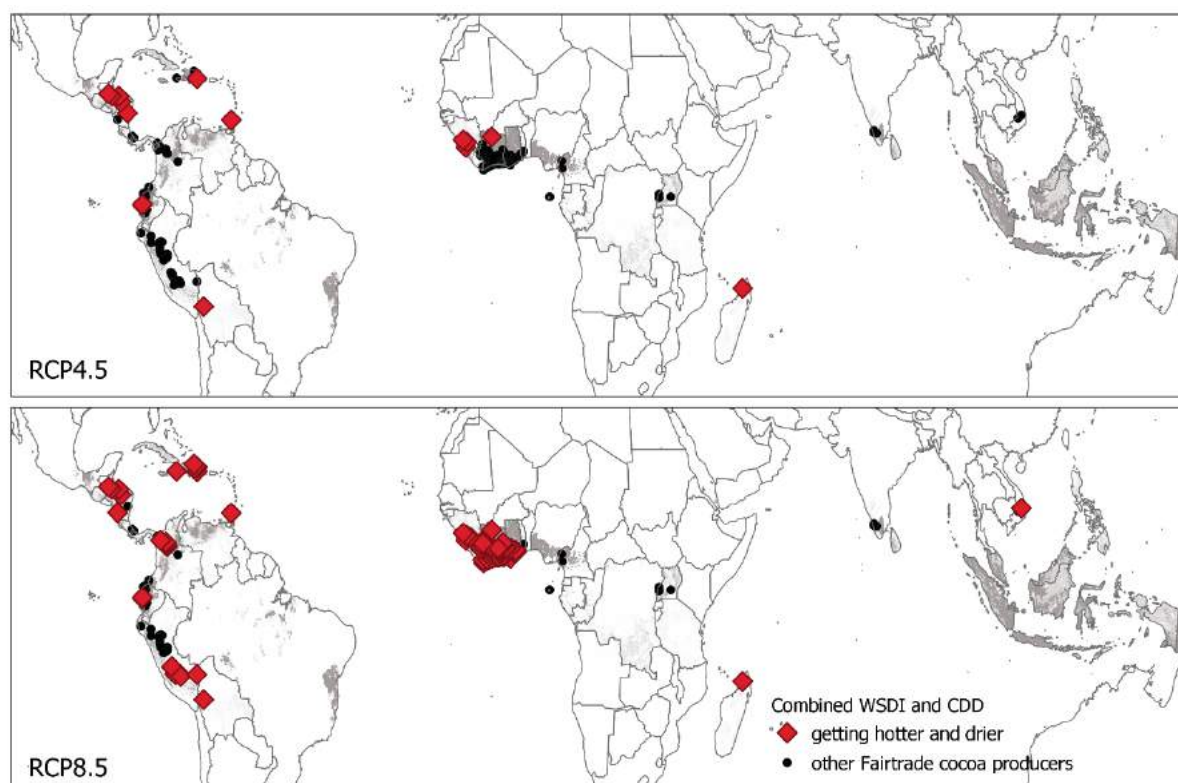 RCP4.5
Combined WSDI and CDD
getting hotter and drier
other Fairtrade cocoa producers
RCP8.5